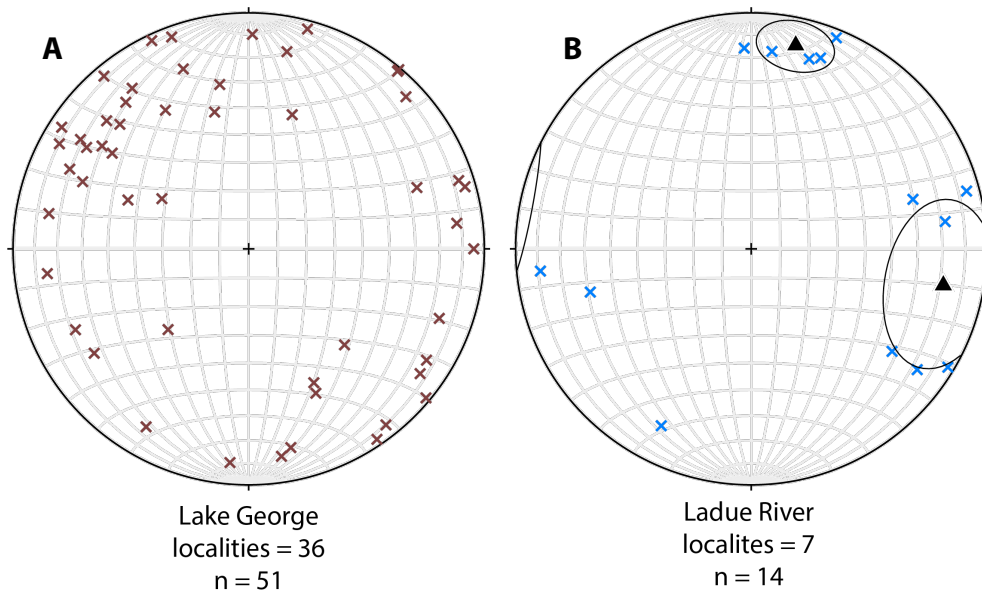 A
B
Lake George
localities = 36
n = 51
Ladue River
localites = 7
n = 14